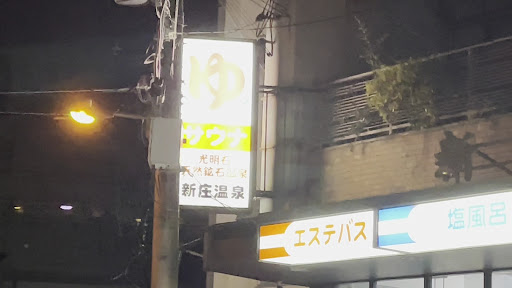 ゆ
サウナ
光明石
天然鉱石温泉
新庄温泉
エステバス
塩風呂